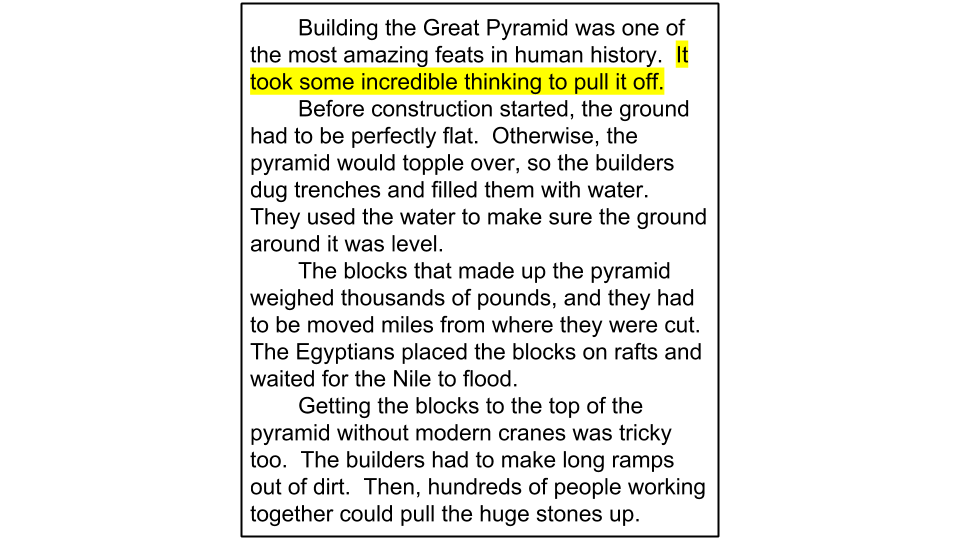 Building the Great Pyramid was one of
the most amazing feats in human history.  It
took some incredible thinking to pull it off.
Before construction started, the ground
had to be perfectly flat.  Otherwise, the
pyramid would topple over, so the builders
dug trenches and filled them with water.
They used the water to make sure the ground
around it was level.
The blocks that made up the pyramid
weighed thousands of pounds, and they had
to be moved miles from where they were cut.
The Egyptians placed the blocks on rafts and
waited for the Nile to flood.
Getting the blocks to the top of the
pyramid without modern cranes was tricky
too.  The builders had to make long ramps
out of dirt.  Then, hundreds of people working
together could pull the huge stones up.